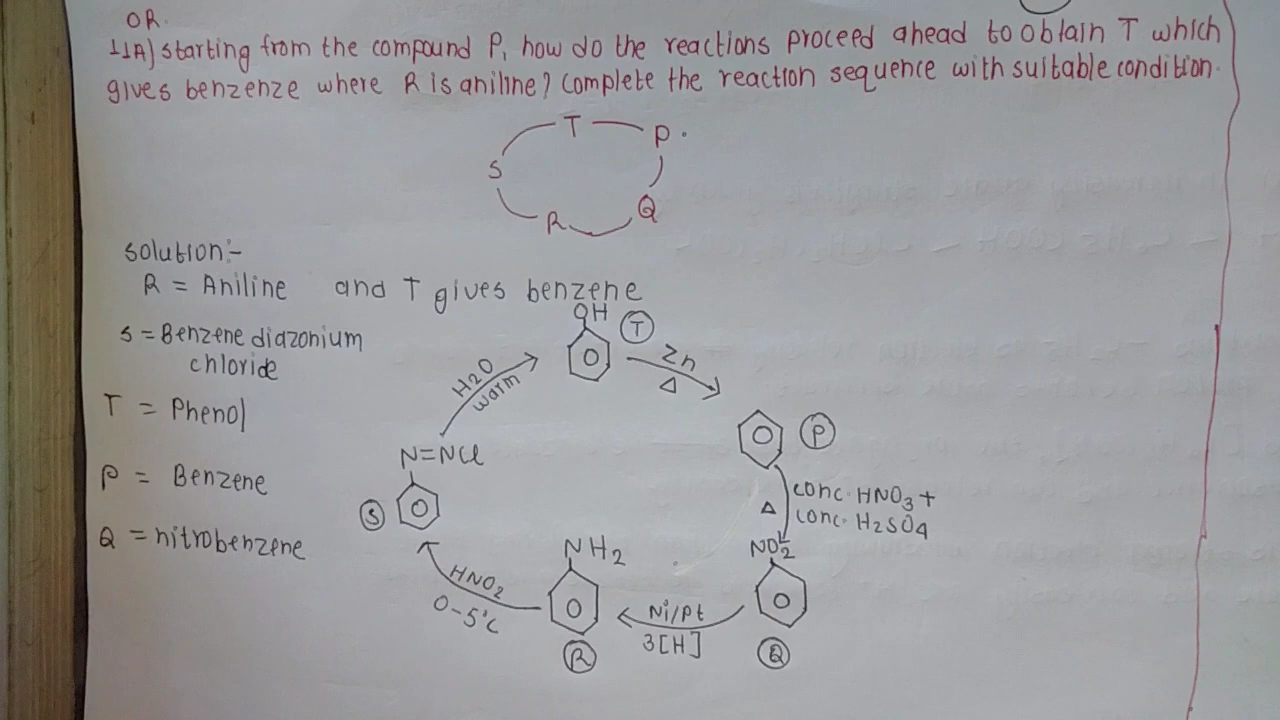 OR.
11A) starting from the compound P, how do the reactions proceed ahead to obtain T which
gives benzenze where R is aniline? Complete the reaction sequence with suitable condition.
T
P.
S
Q
R
solution:-
R = Aniline and T gives benzene
S = Benzene diazonium
chloride
T = Phenol
P = Benzene
Q = nitrobenzene
OH
T
Zn
Δ
H2O
warm
P
N=NCl
S
conc. HNO3 +
Δ
conc. H2SO4
NO2
Q
Ni/Pt
3[H]
NH2
R
HNO2
0-5°C